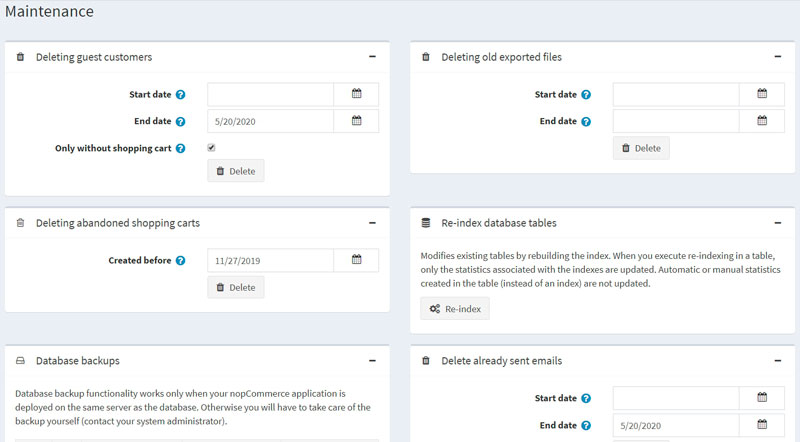 Maintenance
Deleting guest customers
Start date
End date 5/20/2020
Only without shopping cart
Delete
Deleting old exported files
Start date
End date
Delete
Deleting abandoned shopping carts
Created before 11/27/2019
Delete
Re-index database tables
Modifies existing tables by rebuilding the index. When you execute re-indexing in a table,
only the statistics associated with the indexes are updated. Automatic or manual statistics
created in the table (instead of an index) are not updated.
Re-index
Database backups
Database backup functionality works only when your nopCommerce application is
deployed on the same server as the database. Otherwise you will have to take care of the
backup yourself (contact your system administrator).
Delete already sent emails
Start date
End date 5/20/2020